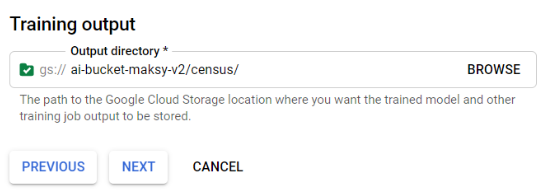 Training output
Output directory *
gs:// ai-bucket-maksy-v2/census/ BROWSE
The path to the Google Cloud Storage location where you want the trained model and other
training job output to be stored.
PREVIOUS NEXT CANCEL